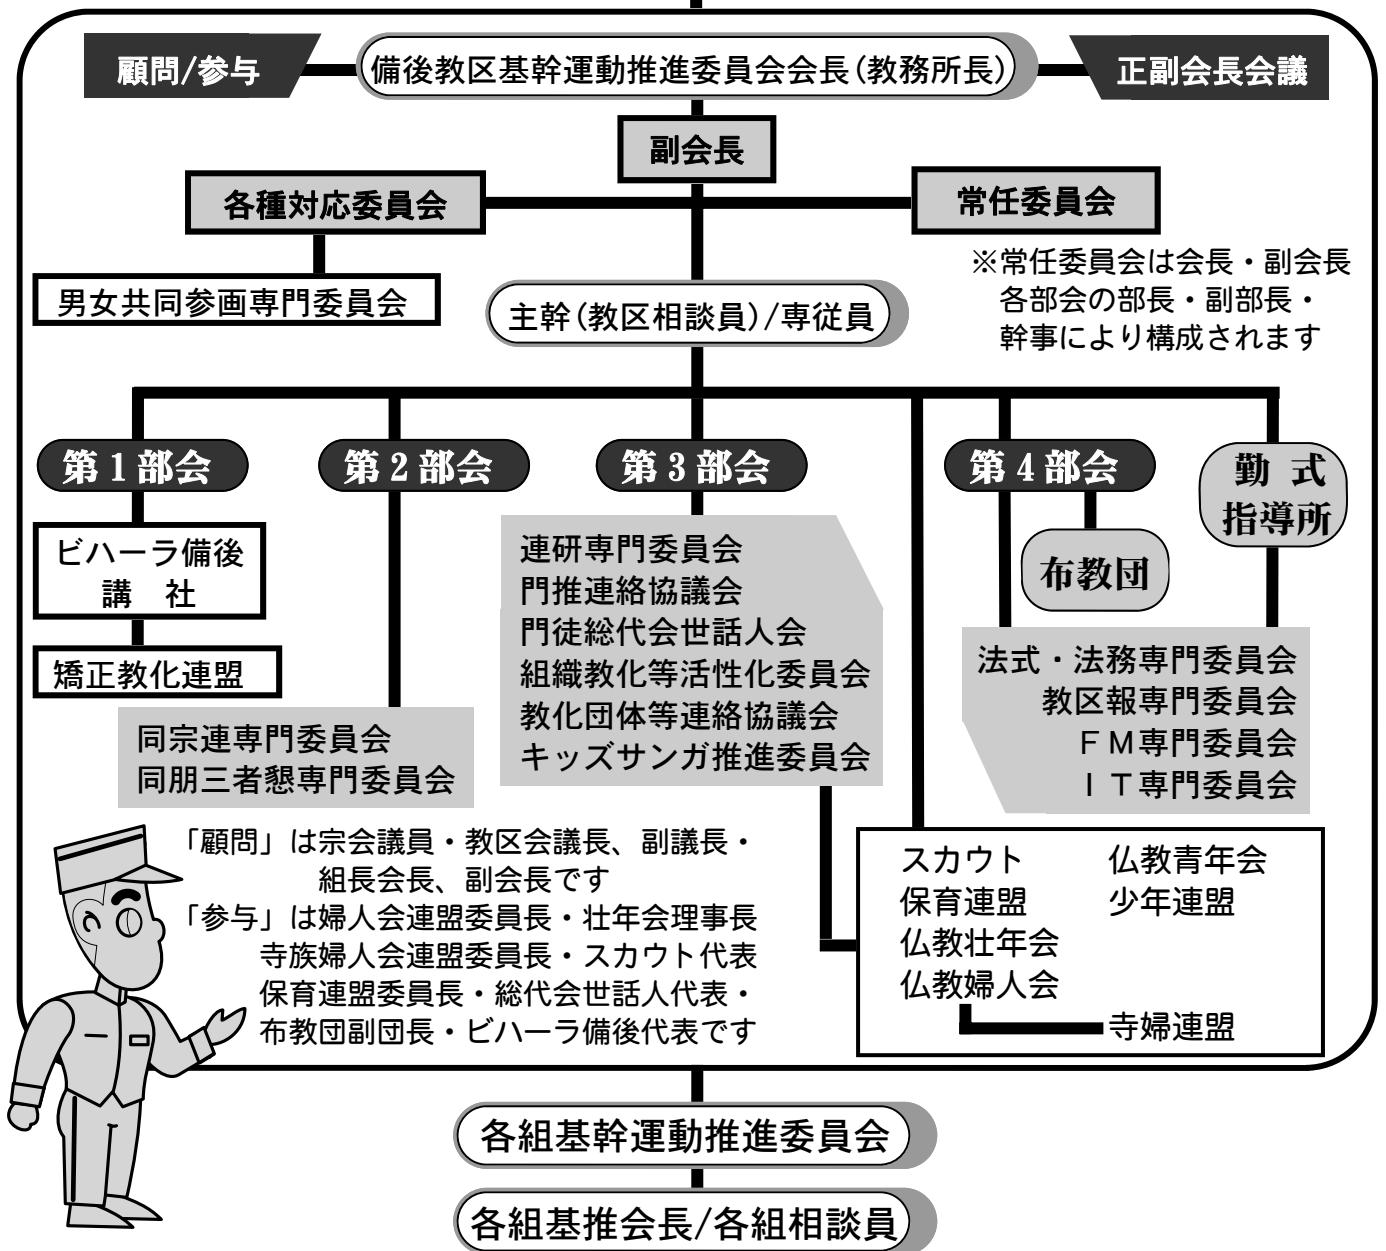 顧問/参与
備後教区基幹運動推進委員会会長(教務所長)
正副会長会議
副会長
各種対応委員会
常任委員会
男女共同参画専門委員会
※常任委員会は会長・副会長
各部会の部長・副部長・
幹事により構成されます
主幹(教区相談員)/専従員
第1部会
第2部会
第3部会
第4部会
勤 式
指導所
ビハーラ備後
講 社
矯正教化連盟
同宗連専門委員会
同朋三者懇専門委員会
連研専門委員会
門推連絡協議会
門徒総代会世話人会
組織教化等活性化委員会
教化団体等連絡協議会
キッズサンガ推進委員会
布教団
法式・法務専門委員会
教区報専門委員会
FM専門委員会
IT専門委員会
「顧問」は宗会議員・教区会議長、副議長・
組長会長、副会長です
「参与」は婦人会連盟委員長・壮年会理事長
寺族婦人会連盟委員長・スカウト代表
保育連盟委員長・総代会世話人代表・
布教団副団長・ビハーラ備後代表です
スカウト 仏教青年会
保育連盟 少年連盟
仏教壮年会
仏教婦人会
寺婦連盟
各組基幹運動推進委員会
各組基推会長/各組相談員